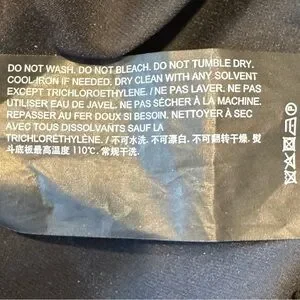 DO NOT WASH. DO NOT BLEACH. DO NOT TUMBLE DRY.
COOL IRON IF NEEDED. DRY CLEAN WITH ANY SOLVENT
EXCEPT TRICHLOROETHYLENE. / NE PAS LAVER. NE PAS
UTILISER EAU DE JAVEL. NE PAS SÉCHER À LA MACHINE.
REPASSER AU FER DOUX SI BESOIN. NETTOYER À SEC
AVEC TOUS DISSOLVANTS SAUF LA
TRICHLORÉTHYLÈNE. / 不可水洗. 不可漂白. 不可翻转干燥. 熨
斗底板最高温度 110℃. 常规干洗.